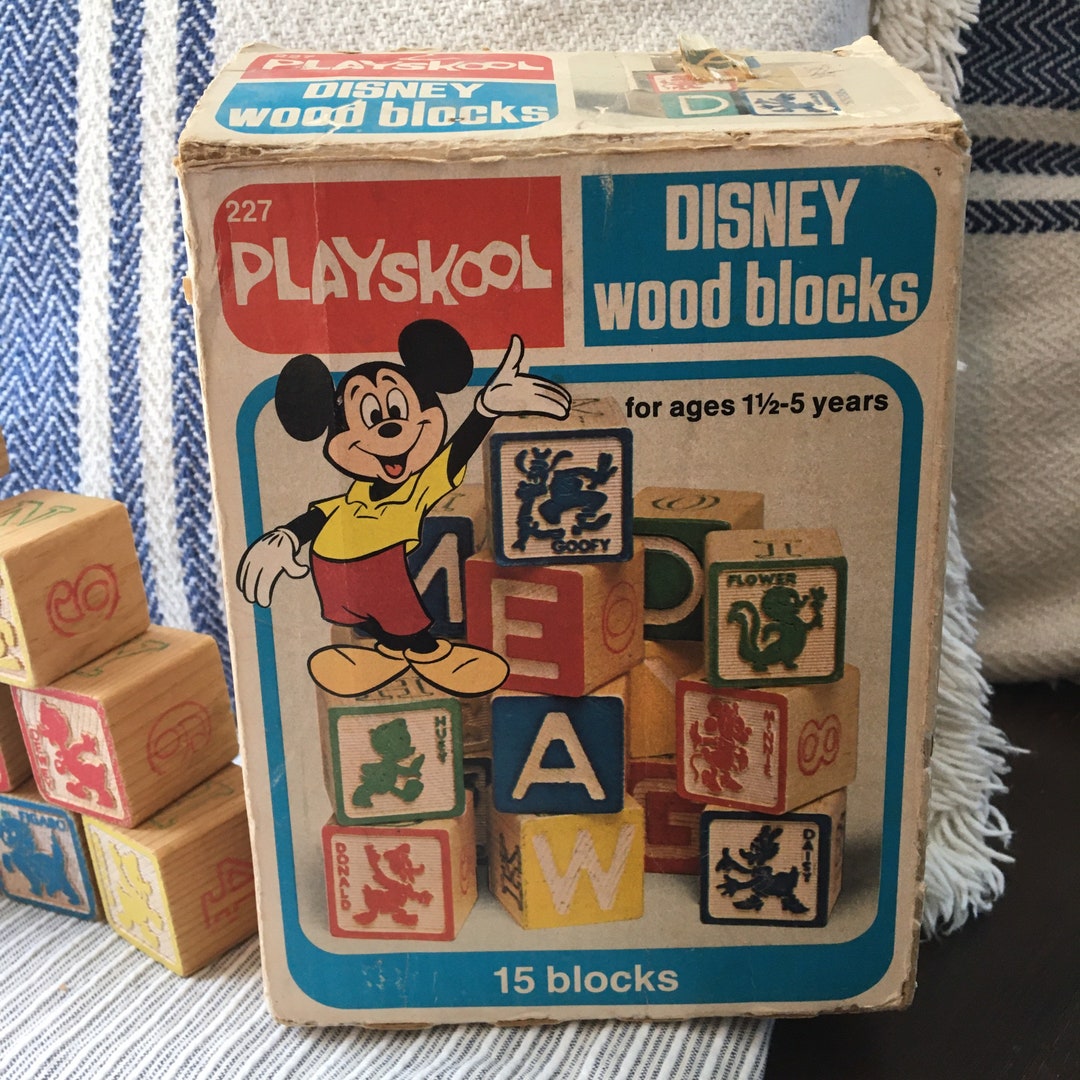 PLAYSKOOL
DISNEY
wood blocks
D
227
PLAYSKOOL
DISNEY
wood blocks
for ages 1½-5 years
GOOFY
M
E
D
FLOWER
HUEY
A
MINNIE
8
DONALD
W
DAISY
15 blocks
FIGARO